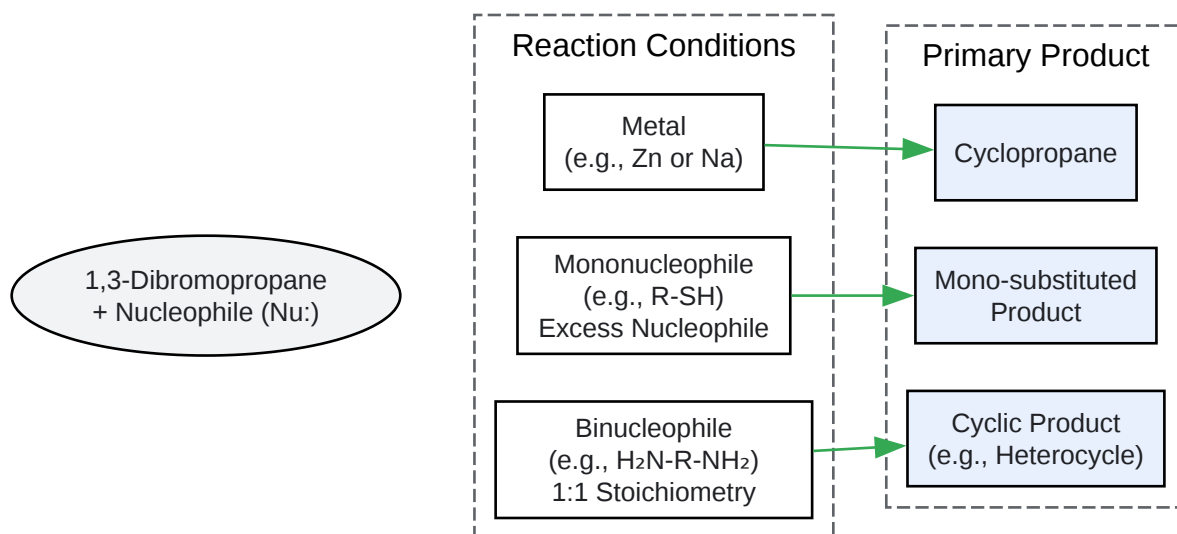 Reaction Conditions
Primary Product
Metal
(e.g., Zn or Na)
Cyclopropane
1,3-Dibromopropane
+ Nucleophile (Nu:)
Mononucleophile
(e.g., R-SH)
Excess Nucleophile
Mono-substituted
Product
Binucleophile
(e.g., H₂N-R-NH₂)
1:1 Stoichiometry
Cyclic Product
(e.g., Heterocycle)